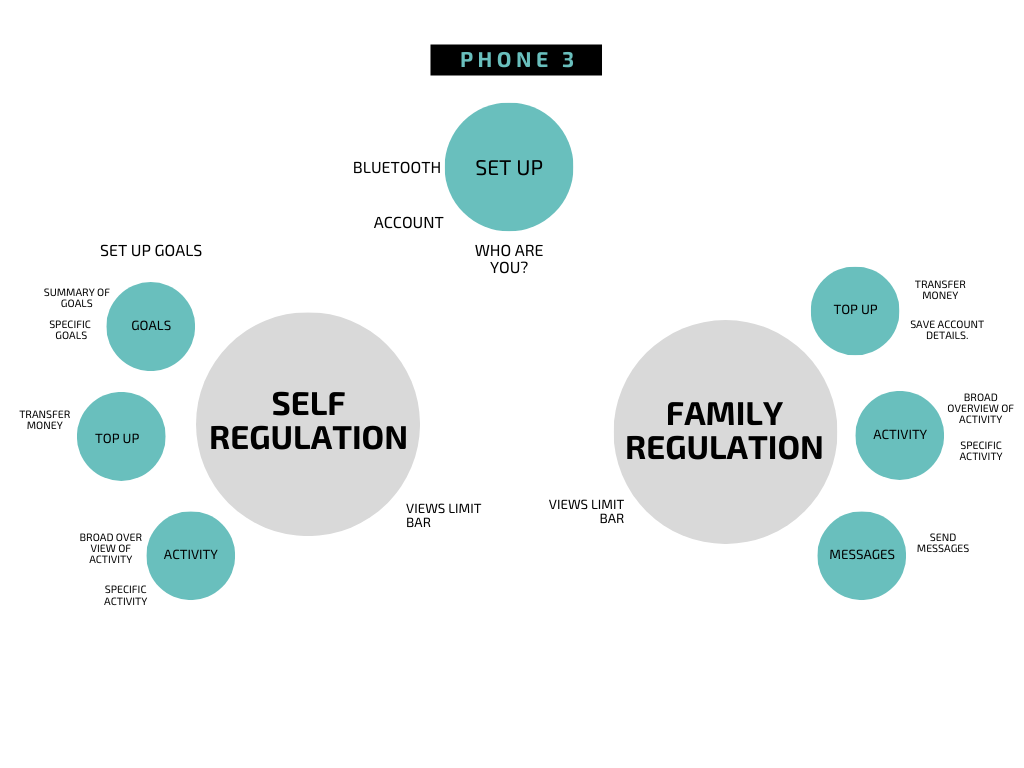 PHONE 3
BLUETOOTH
SET UP
ACCOUNT
WHO ARE
YOU?
SET UP GOALS
SUMMARY OF
GOALS
SPECIFIC
GOALS
GOALS
TRANSFER
MONEY
TOP UP
BROAD OVER
VIEW OF
ACTIVITY
SPECIFIC
ACTIVITY
ACTIVITY
SELF
REGULATION
VIEWS LIMIT
BAR
FAMILY
REGULATION
VIEWS LIMIT
BAR
TOP UP
TRANSFER
MONEY
SAVE ACCOUNT
DETAILS.
ACTIVITY
BROAD
OVERVIEW OF
ACTIVITY
SPECIFIC
ACTIVITY
MESSAGES
SEND
MESSAGES